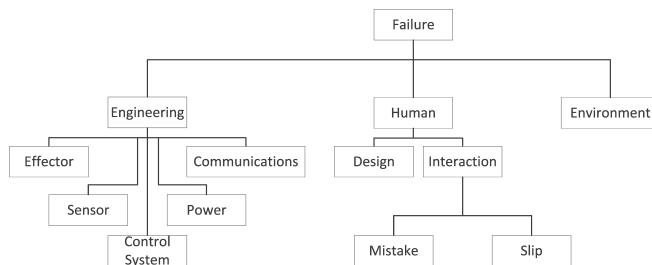 Failure
Engineering
Human
Environment
Effector
Communications
Design
Interaction
Sensor
Power
Control
System
Mistake
Slip